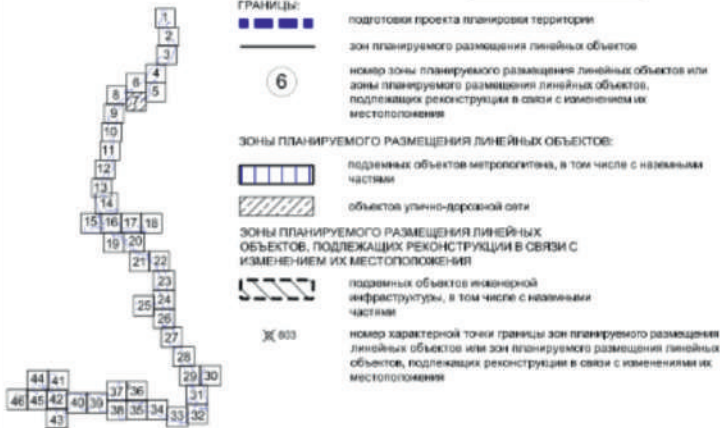 ГРАНИЦЫ:
подготовки проекта планировки территории
зон планируемого размещения линейных объектов
6
номер зоны планируемого размещения линейных объектов или
зоны планируемого размещения линейных объектов,
подлежащих реконструкции в связи с изменением их
местоположения
ЗОНЫ ПЛАНИРУЕМОГО РАЗМЕЩЕНИЯ ЛИНЕЙНЫХ ОБЪЕКТОВ:
подземных объектов метрополитена, в том числе с наземными
частями
объектов улично-дорожной сети
ЗОНЫ ПЛАНИРУЕМОГО РАЗМЕЩЕНИЯ ЛИНЕЙНЫХ
ОБЪЕКТОВ, ПОДЛЕЖАЩИХ РЕКОНСТРУКЦИИ В СВЯЗИ С
ИЗМЕНЕНИЕМ ИХ МЕСТОПОЛОЖЕНИЯ
подземных объектов инженерной
инфраструктуры, в том числе с наземными
частями
603
номер характерной точки границы зон планируемого размещения
линейных объектов или зон планируемого размещения линейных
объектов, подлежащих реконструкции в связи с изменениями их
местоположения
1
2
3
4
6 5
8 7
9
10
11
12
13
14
15 16 17 18
19 20
21 22
23
25 24
26
27
28
29 30
44 41
31
37 36
46 45 42 40 39
38 35 34 33 32
43